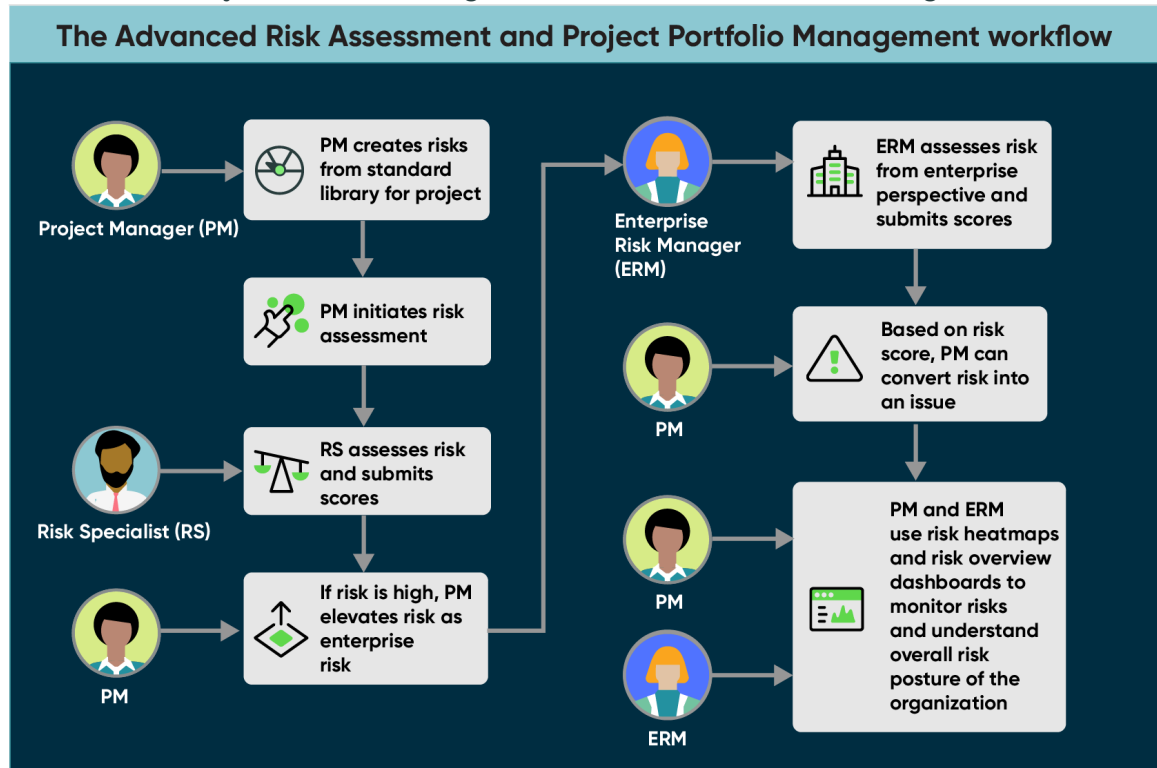 The Advanced Risk Assessment and Project Portfolio Management workflow
PM creates risks
from standard
library for project
Project Manager (PM)
PM initiates risk
assessment
RS assesses risk
and submits
scores
Risk Specialist (RS)
If risk is high, PM
elevates risk as
enterprise
risk
PM
Enterprise
Risk Manager
(ERM)
ERM assesses risk
from enterprise
perspective and
submits scores
Based on risk
score, PM can
convert risk into
an issue
PM
PM and ERM
use risk heatmaps
and risk overview
dashboards to
monitor risks
and understand
overall risk
posture of the
organization
PM
ERM